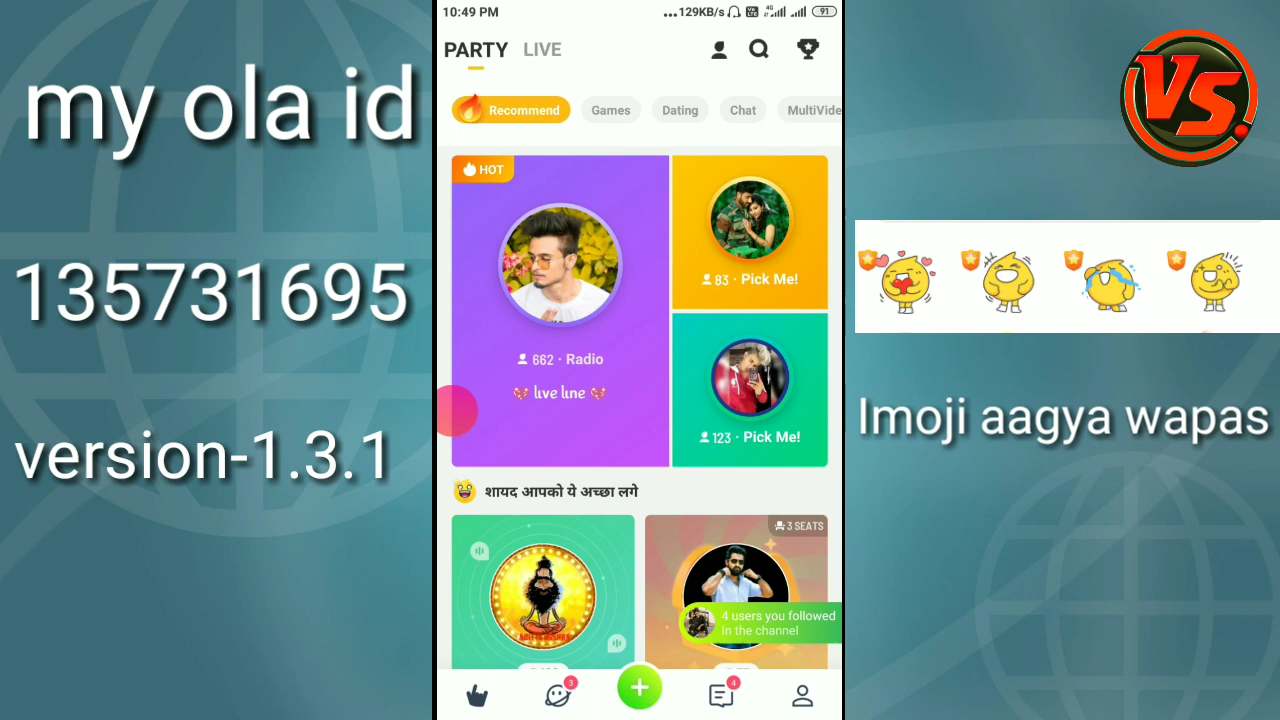 my ola id
135731695
version-1.3.1
10:49 PM
...129KB/s 4G 91
PARTY LIVE
Recommend Games Dating Chat MultiVide
HOT
662 · Radio
live line
83 · Pick Me!
123 · Pick Me!
शायद आपको ये अच्छा लगे
3 SEATS
4 users you followed
In the channel
3
4
VS.
Imoji aagya wapas